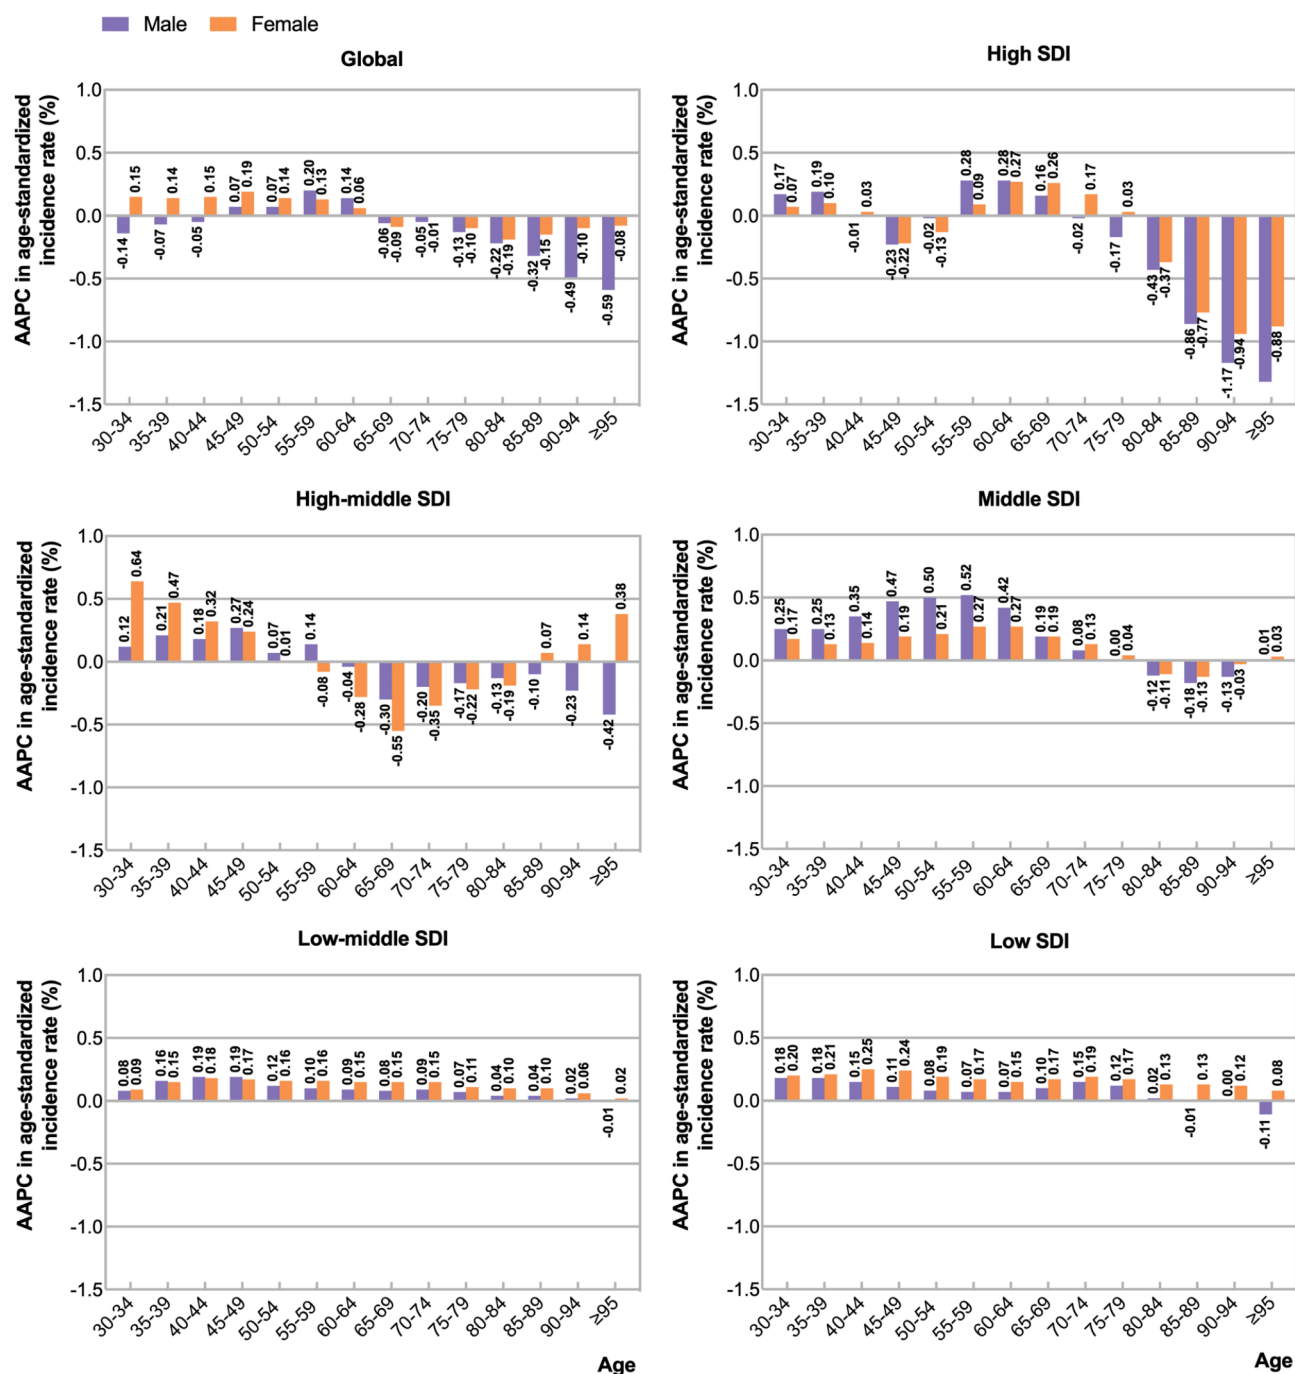 Male Female
Global
AAPC in age-standardized
incidence rate (%)
1.0
0.5
0.0
-0.5
-1.0
-1.5
-0.14 0.15 -0.07 0.14 -0.05 0.15 0.07 0.19 0.07 0.14 0.20 0.13 0.14 0.06 -0.06 -0.09 -0.05 -0.01 -0.13 -0.10 -0.22 -0.19 -0.32 -0.15 -0.49 -0.10 -0.59 -0.08
30-34 35-39 40-44 45-49 50-54 55-59 60-64 65-69 70-74 75-79 80-84 85-89 90-94 ≥95
High SDI
AAPC in age-standardized
incidence rate (%)
1.0
0.5
0.0
-0.5
-1.0
-1.5
0.17 0.07 0.19 0.10 -0.01 0.03 -0.23 -0.22 -0.02 -0.13 0.28 0.09 0.28 0.27 0.16 0.26 -0.02 0.17 -0.17 0.03 -0.43 -0.37 -0.86 -0.77 -1.17 -0.94 -0.88
30-34 35-39 40-44 45-49 50-54 55-59 60-64 65-69 70-74 75-79 80-84 85-89 90-94 ≥95
High-middle SDI
AAPC in age-standardized
incidence rate (%)
1.0
0.5
0.0
-0.5
-1.0
-1.5
0.12 0.64 0.21 0.47 0.18 0.32 0.27 0.24 0.07 0.01 0.14 -0.08 -0.04 -0.28 -0.30 -0.55 -0.20 -0.35 -0.17 -0.22 -0.13 -0.19 -0.10 0.07 -0.23 0.14 -0.42 0.38
30-34 35-39 40-44 45-49 50-54 55-59 60-64 65-69 70-74 75-79 80-84 85-89 90-94 ≥95
Middle SDI
AAPC in age-standardized
incidence rate (%)
1.0
0.5
0.0
-0.5
-1.0
-1.5
0.25 0.17 0.25 0.13 0.35 0.14 0.47 0.19 0.50 0.21 0.52 0.27 0.42 0.27 0.19 0.19 0.08 0.13 0.00 0.04 -0.12 -0.11 -0.18 -0.13 -0.13 -0.03 0.01 0.03
30-34 35-39 40-44 45-49 50-54 55-59 60-64 65-69 70-74 75-79 80-84 85-89 90-94 ≥95
Low-middle SDI
AAPC in age-standardized
incidence rate (%)
1.0
0.5
0.0
-0.5
-1.0
-1.5
0.08 0.09 0.16 0.15 0.19 0.18 0.19 0.17 0.12 0.16 0.10 0.16 0.09 0.15 0.08 0.15 0.09 0.15 0.07 0.11 0.04 0.10 0.04 0.10 0.02 0.06 -0.01 0.02
30-34 35-39 40-44 45-49 50-54 55-59 60-64 65-69 70-74 75-79 80-84 85-89 90-94 ≥95
Age
Low SDI
AAPC in age-standardized
incidence rate (%)
1.0
0.5
0.0
-0.5
-1.0
-1.5
0.18 0.20 0.18 0.21 0.15 0.25 0.11 0.24 0.08 0.19 0.07 0.17 0.07 0.15 0.10 0.17 0.15 0.19 0.12 0.17 0.02 0.13 -0.01 0.13 0.00 0.12 -0.11 0.08
30-34 35-39 40-44 45-49 50-54 55-59 60-64 65-69 70-74 75-79 80-84 85-89 90-94 ≥95
Age